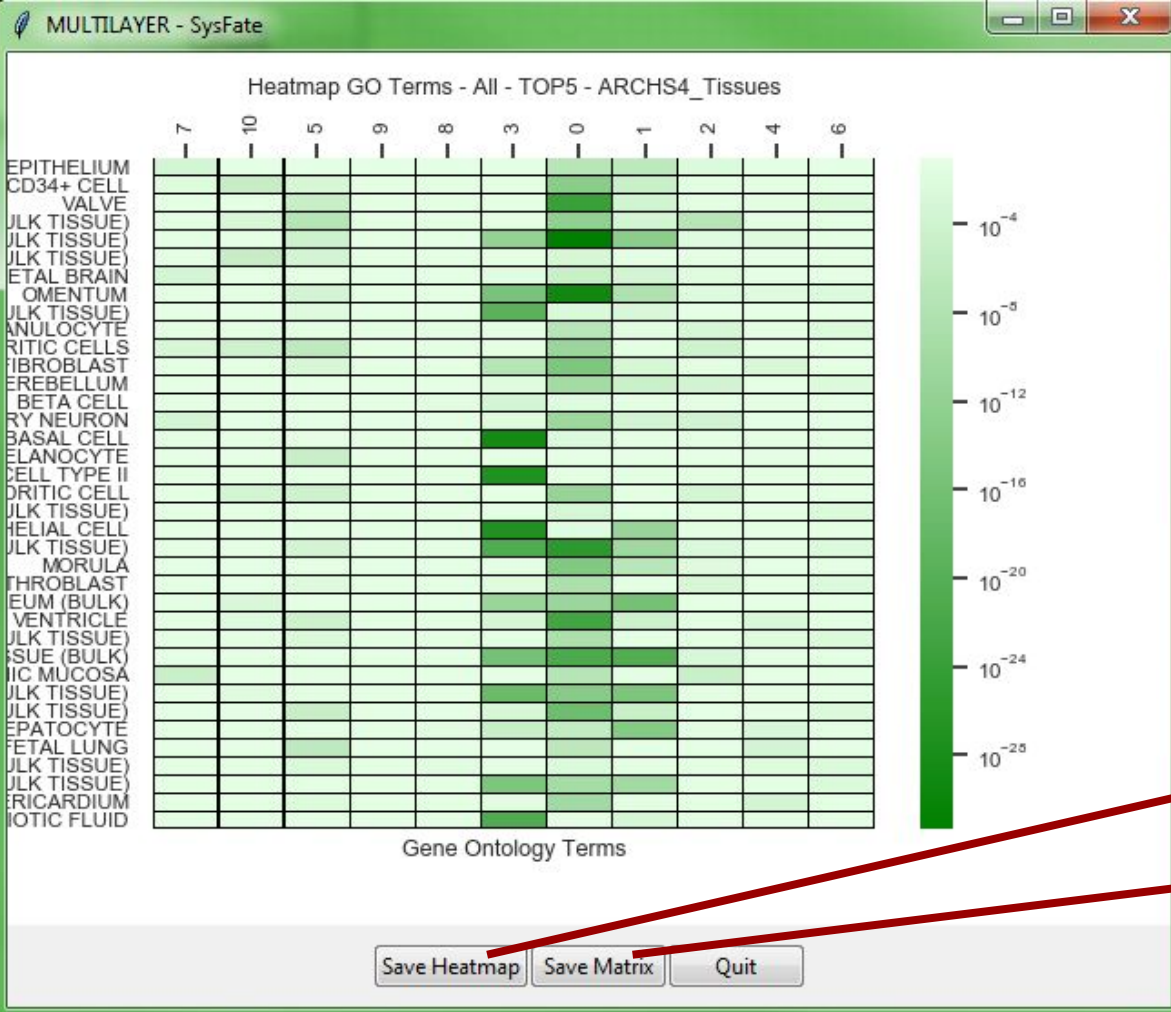 MULTILAYER - SysFate
Heatmap GO Terms - All - TOP5 - ARCHS4_Tissues
7 10 5 9 8 3 0 1 2 4 6
EPITHELIUM
CD34+ CELL
VALVE
ULK TISSUE)
ULK TISSUE)
ULK TISSUE)
ETAL BRAIN
OMENTUM
ULK TISSUE)
ANULOCYTE
RITIC CELLS
FIBROBLAST
EREBELLUM
BETA CELL
RY NEURON
BASAL CELL
ELANOCYTE
CELL TYPE II
DRITIC CELL
ULK TISSUE)
HELIAL CELL
ULK TISSUE)
MORULA
THROBLAST
EUM (BULK)
VENTRICLE
ULK TISSUE)
SSUE (BULK)
IC MUCOSA
ULK TISSUE)
ULK TISSUE)
EPATOCYTE
FETAL LUNG
ULK TISSUE)
ULK TISSUE)
ERICARDIUM
IOTIC FLUID
10⁻⁴
10⁻⁸
10⁻¹²
10⁻¹⁶
10⁻²⁰
10⁻²⁴
10⁻²⁸
Gene Ontology Terms
Save Heatmap
Save Matrix
Quit